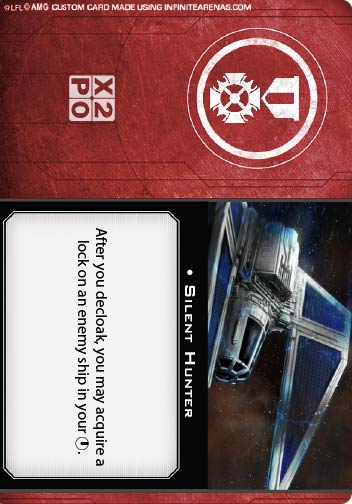 ©LFL ©AMG CUSTOM CARD MADE USING INFINITEARENAS.COM
X2
PO
• SILENT HUNTER
After you decloak, you may acquire a
lock on an enemy ship in your .